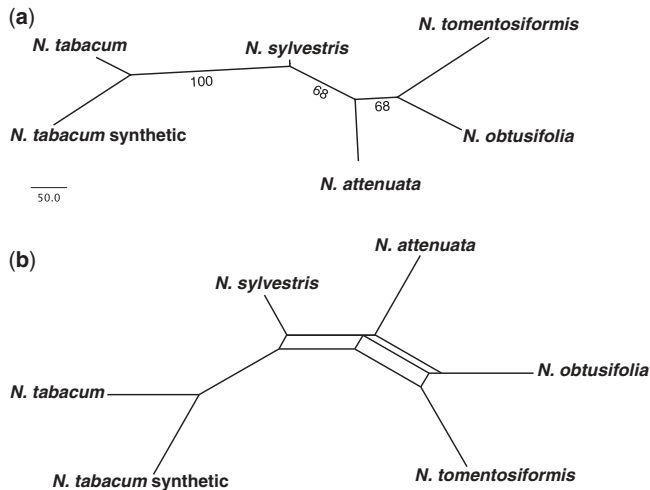 (a)
N. tabacum
N. sylvestris
N. tomentosiformis
100
68
68
N. tabacum synthetic
N. obtusifolia
N. attenuata
50.0
(b)
N. attenuata
N. sylvestris
N. obtusifolia
N. tabacum
N. tabacum synthetic
N. tomentosiformis